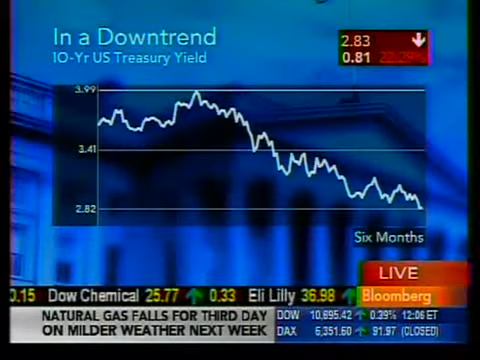 In a Downtrend
10-Yr US Treasury Yield
2.83
0.81 22.29%
3.99
3.41
2.82
Six Months
LIVE
0.15 Dow Chemical 25.77 0.33 Eli Lilly 36.98 Bloomberg
NATURAL GAS FALLS FOR THIRD DAY
ON MILDER WEATHER NEXT WEEK
DOW 10,695.42 0.39% 12:06 ET
DAX 6,351.60 91.97 (CLOSED)